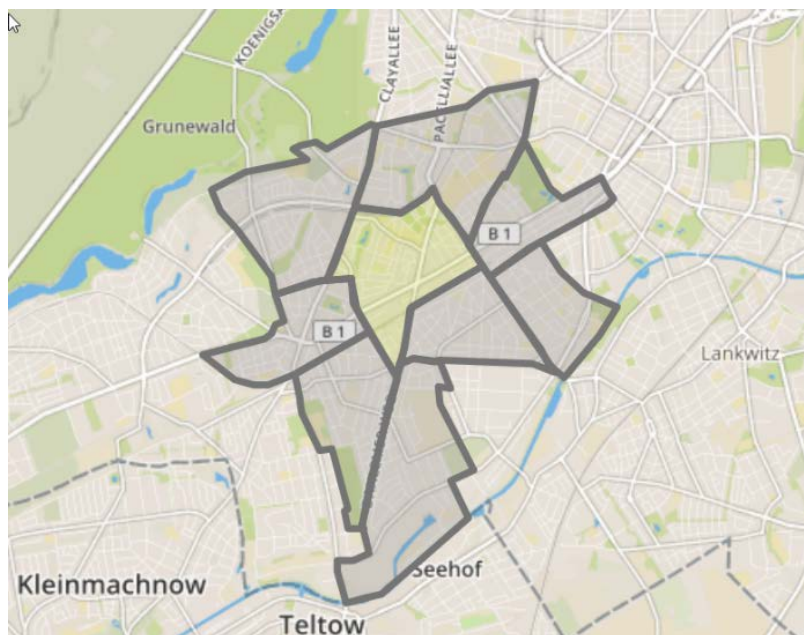 KOENIGSA
CLAYALLEE
PACELLIALLEE
Grunewald
B 1
B 1
Lankwitz
Kleinmachnow
Seehof
Teltow